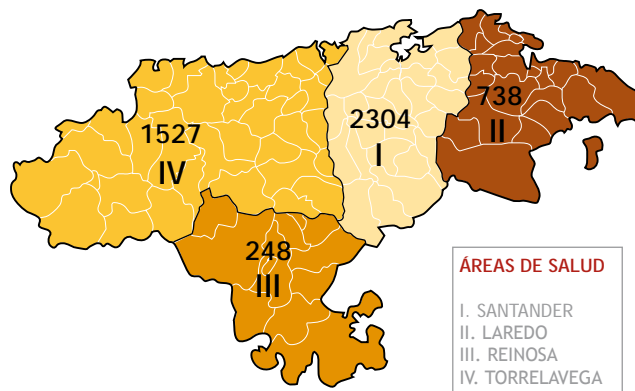 738
II
2304
I
1527
IV
248
III
ÁREAS DE SALUD
I. SANTANDER
II. LAREDO
III. REINOSA
IV. TORRELAVEGA